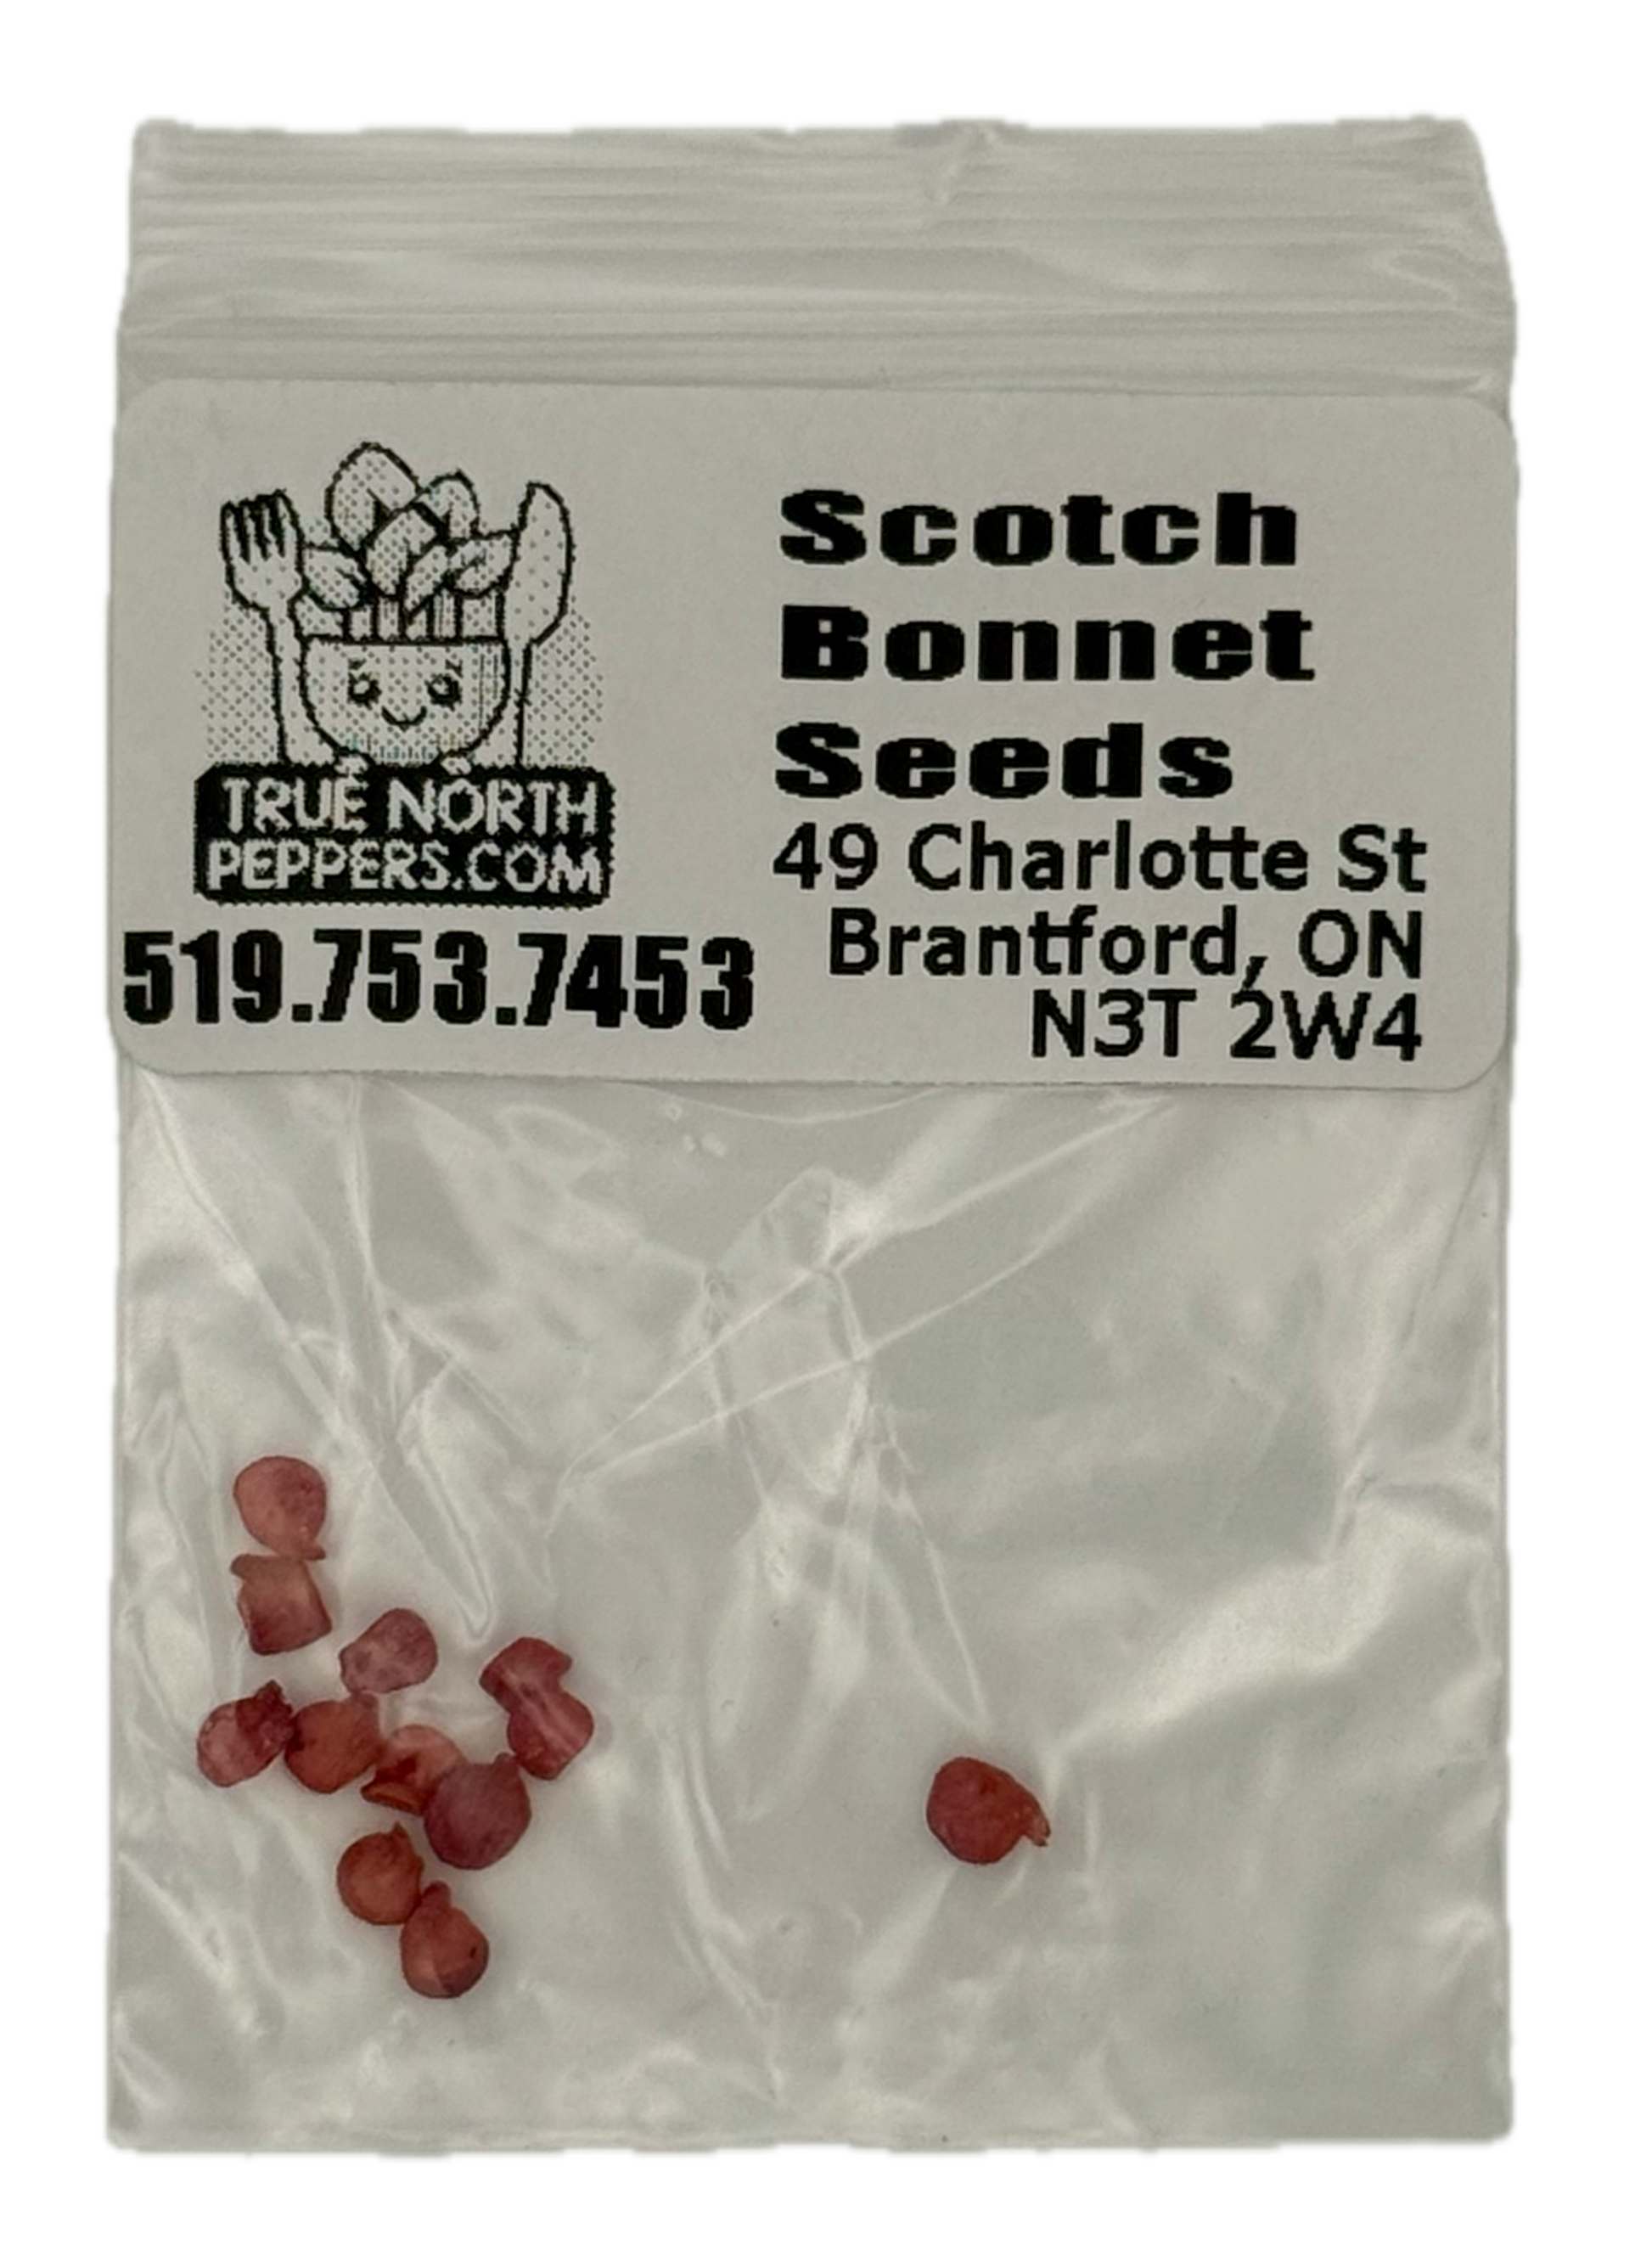 TRUE NORTH
PEPPERS.COM
519.753.7453
Scotch
Bonnet
Seeds
49 Charlotte St
Brantford, ON
N3T 2W4